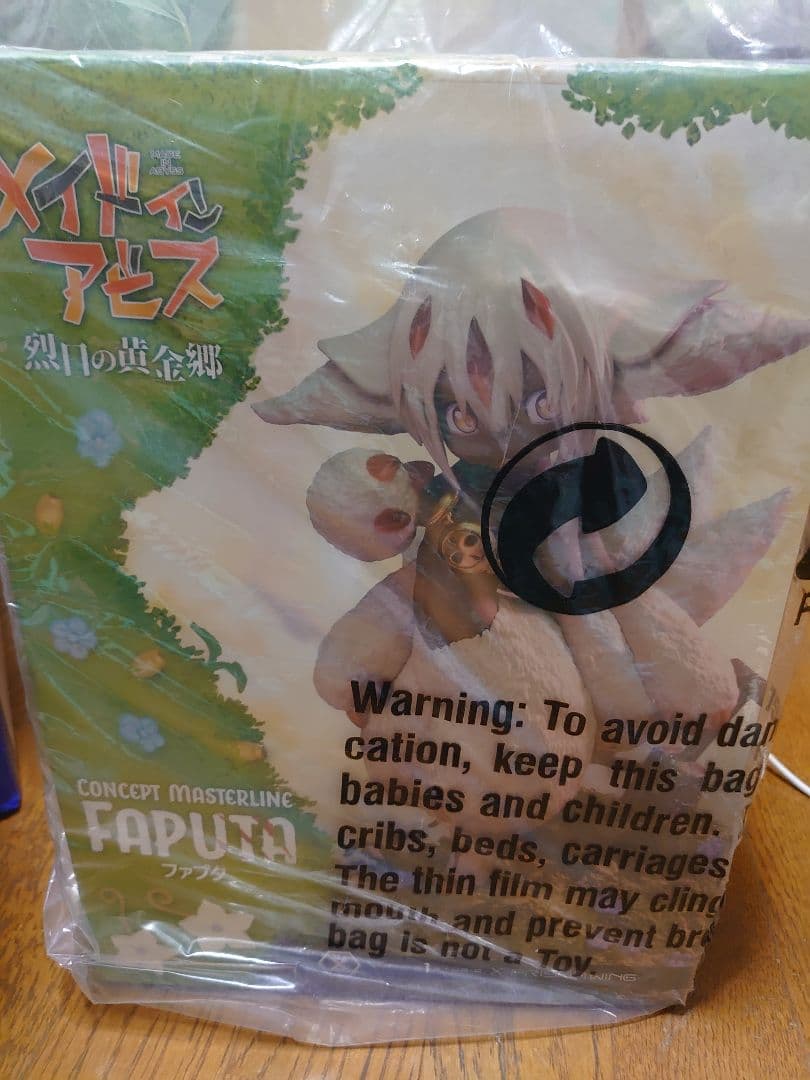 メイドイン
MADE
IN
ABYSS
アビス
烈日の黄金郷
Warning: To avoid dan
cation, keep this bag
babies and children.
cribs, beds, carriages
The thin film may cling
mouth and prevent bre
bag is not a Toy.
CONCEPT MASTERLINE
FAPUTA
ファプタ